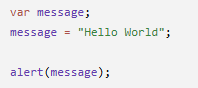 var message;
message = "Hello World";
alert(message);